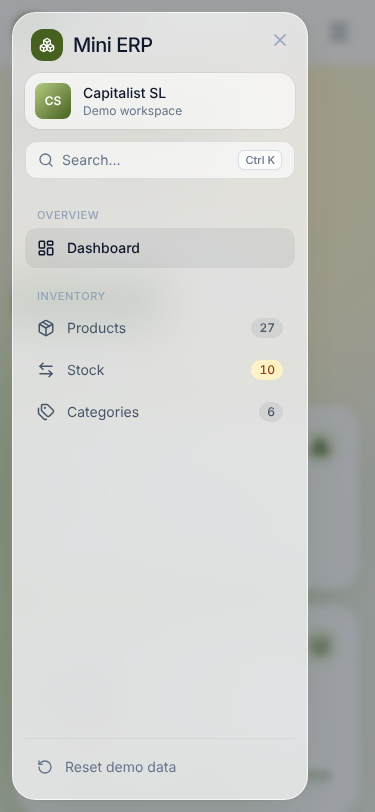 Mini ERP
CS
Capitalist SL
Demo workspace
Search...
Ctrl K
OVERVIEW
Dashboard
INVENTORY
Products 27
Stock 10
Categories 6
Reset demo data